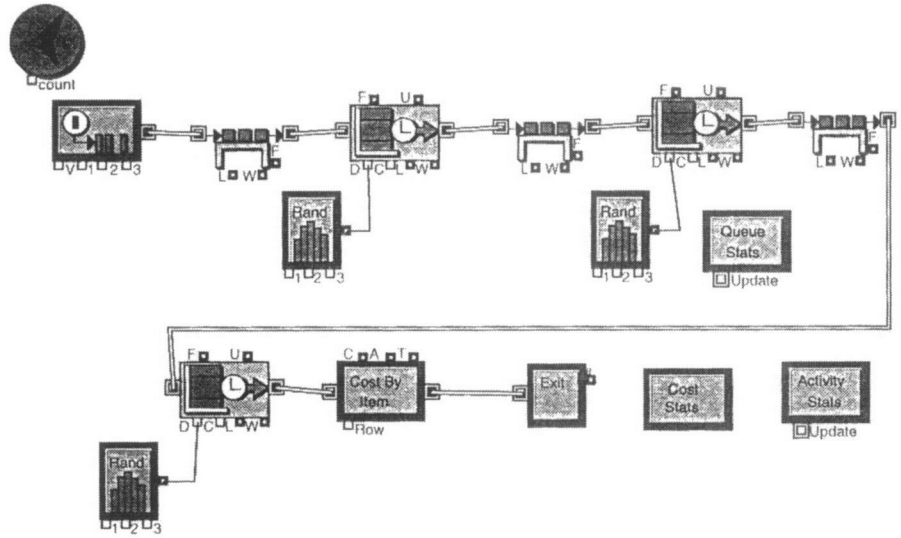 count
F U F U
F F F
V 1 2 3 L W D C L W L W D C L W L W
Rand Rand Queue
Stats
1 2 3 1 2 3 Update
F U C A T
Cost By
Item
Exit Cost
Stats
Activity
Stats
D C L W Row Update
Rand
1 2 3